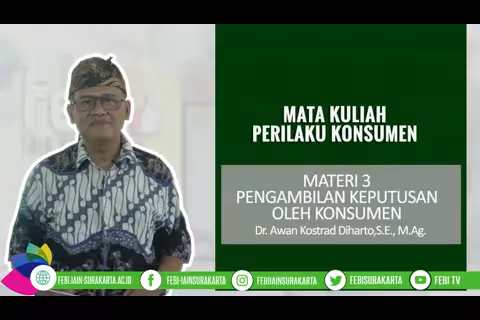 MATA KULIAH
PERILAKU KONSUMEN
MATERI 3
PENGAMBILAN KEPUTUSAN
OLEH KONSUMEN
Dr. Awan Kostrad Diharto,S.E., M.Ag.
FEBI.IAIN-SURAKARTA.AC.ID FEBI-IAINSURAKARTA FEBIIAINSURAKARTA FEBISURAKARTA FEBI TV